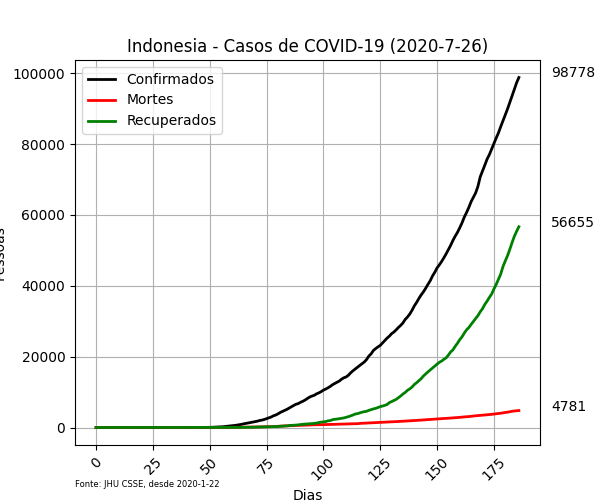 Indonesia - Casos de COVID-19 (2020-7-26)
Confirmados
Mortes
Recuperados
100000
80000
60000
40000
20000
0
98778
56655
4781
0 25 50 75 100 125 150 175
Fonte: JHU CSSE, desde 2020-1-22
Dias